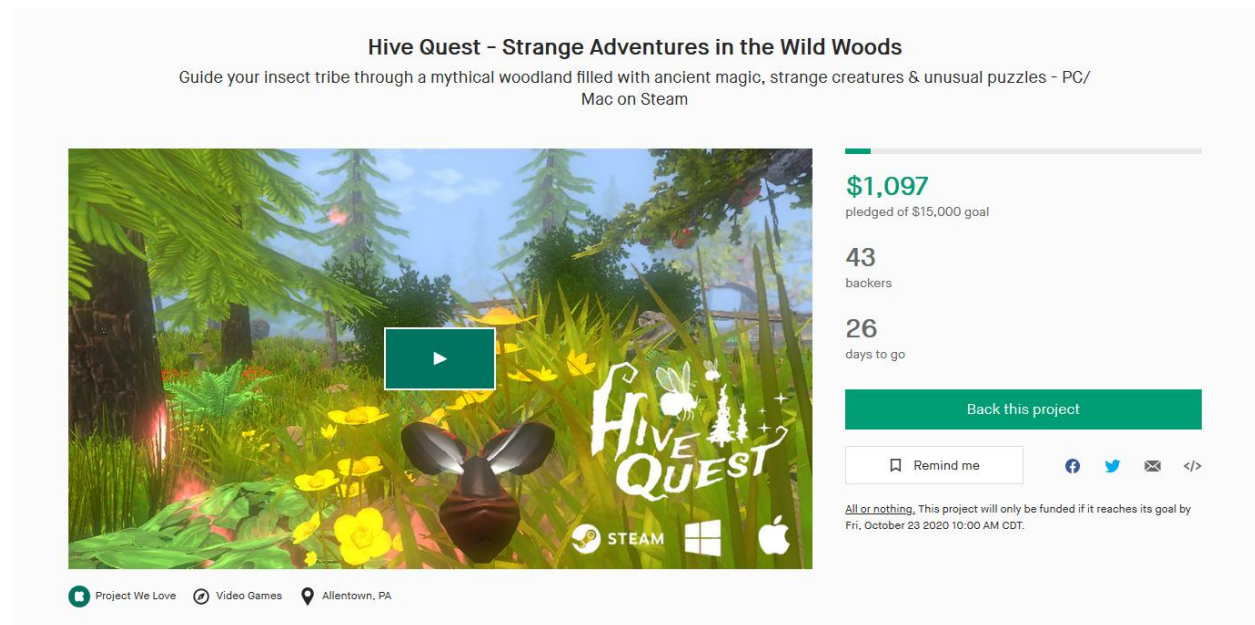 Hive Quest - Strange Adventures in the Wild Woods
Guide your insect tribe through a mythical woodland filled with ancient magic, strange creatures & unusual puzzles - PC/
Mac on Steam
$1,097
pledged of $15,000 goal
43
backers
26
days to go
Back this project
Remind me
</>
All or nothing. This project will only be funded if it reaches its goal by
Fri, October 23 2020 10:00 AM CDT.
HIVE
QUEST
STEAM
Project We Love
Video Games
Allentown, PA